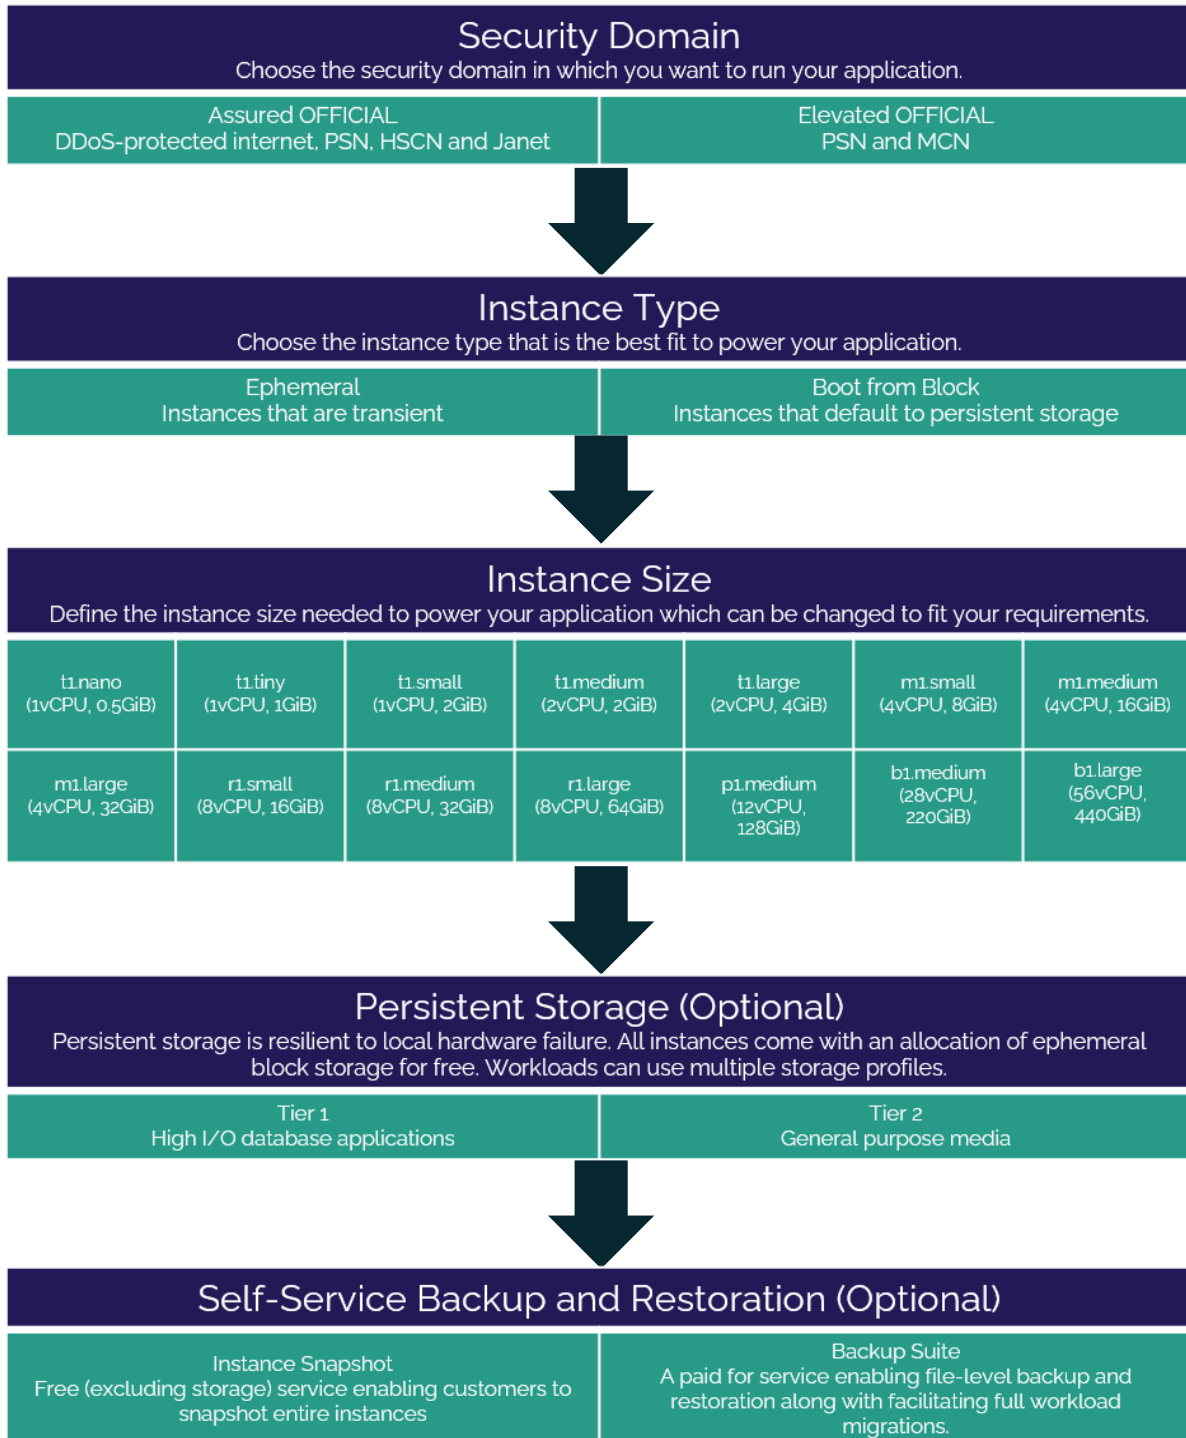 Security Domain
Choose the security domain in which you want to run your application.
Assured OFFICIAL
DDoS-protected internet, PSN, HSCN and Janet
Elevated OFFICIAL
PSN and MCN
Instance Type
Choose the instance type that is the best fit to power your application.
Ephemeral
Instances that are transient
Boot from Block
Instances that default to persistent storage
Instance Size
Define the instance size needed to power your application which can be changed to fit your requirements.
t1.nano
(1vCPU, 0.5GiB)
t1.tiny
(1vCPU, 1GiB)
t1.small
(1vCPU, 2GiB)
t1.medium
(2vCPU, 2GiB)
t1.large
(2vCPU, 4GiB)
m1.small
(4vCPU, 8GiB)
m1.medium
(4vCPU, 16GiB)
m1.large
(4vCPU, 32GiB)
r1.small
(8vCPU, 16GiB)
r1.medium
(8vCPU, 32GiB)
r1.large
(8vCPU, 64GiB)
p1.medium
(12vCPU,
128GiB)
b1.medium
(28vCPU,
220GiB)
b1.large
(56vCPU,
440GiB)
Persistent Storage (Optional)
Persistent storage is resilient to local hardware failure. All instances come with an allocation of ephemeral
block storage for free. Workloads can use multiple storage profiles.
Tier 1
High I/O database applications
Tier 2
General purpose media
Self-Service Backup and Restoration (Optional)
Instance Snapshot
Free (excluding storage) service enabling customers to
snapshot entire instances
Backup Suite
A paid for service enabling file-level backup and
restoration along with facilitating full workload
migrations.